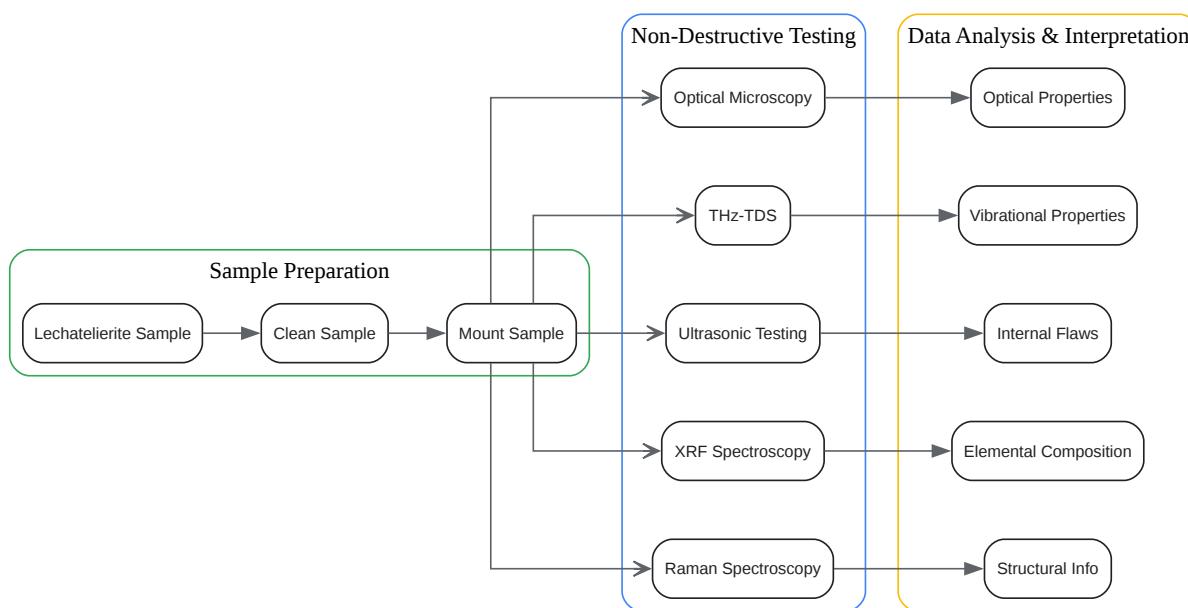 Non-Destructive Testing
Data Analysis & Interpretation
Optical Microscopy
Optical Properties
THz-TDS
Vibrational Properties
Sample Preparation
Lechatelierite Sample
Clean Sample
Mount Sample
Ultrasonic Testing
Internal Flaws
XRF Spectroscopy
Elemental Composition
Raman Spectroscopy
Structural Info